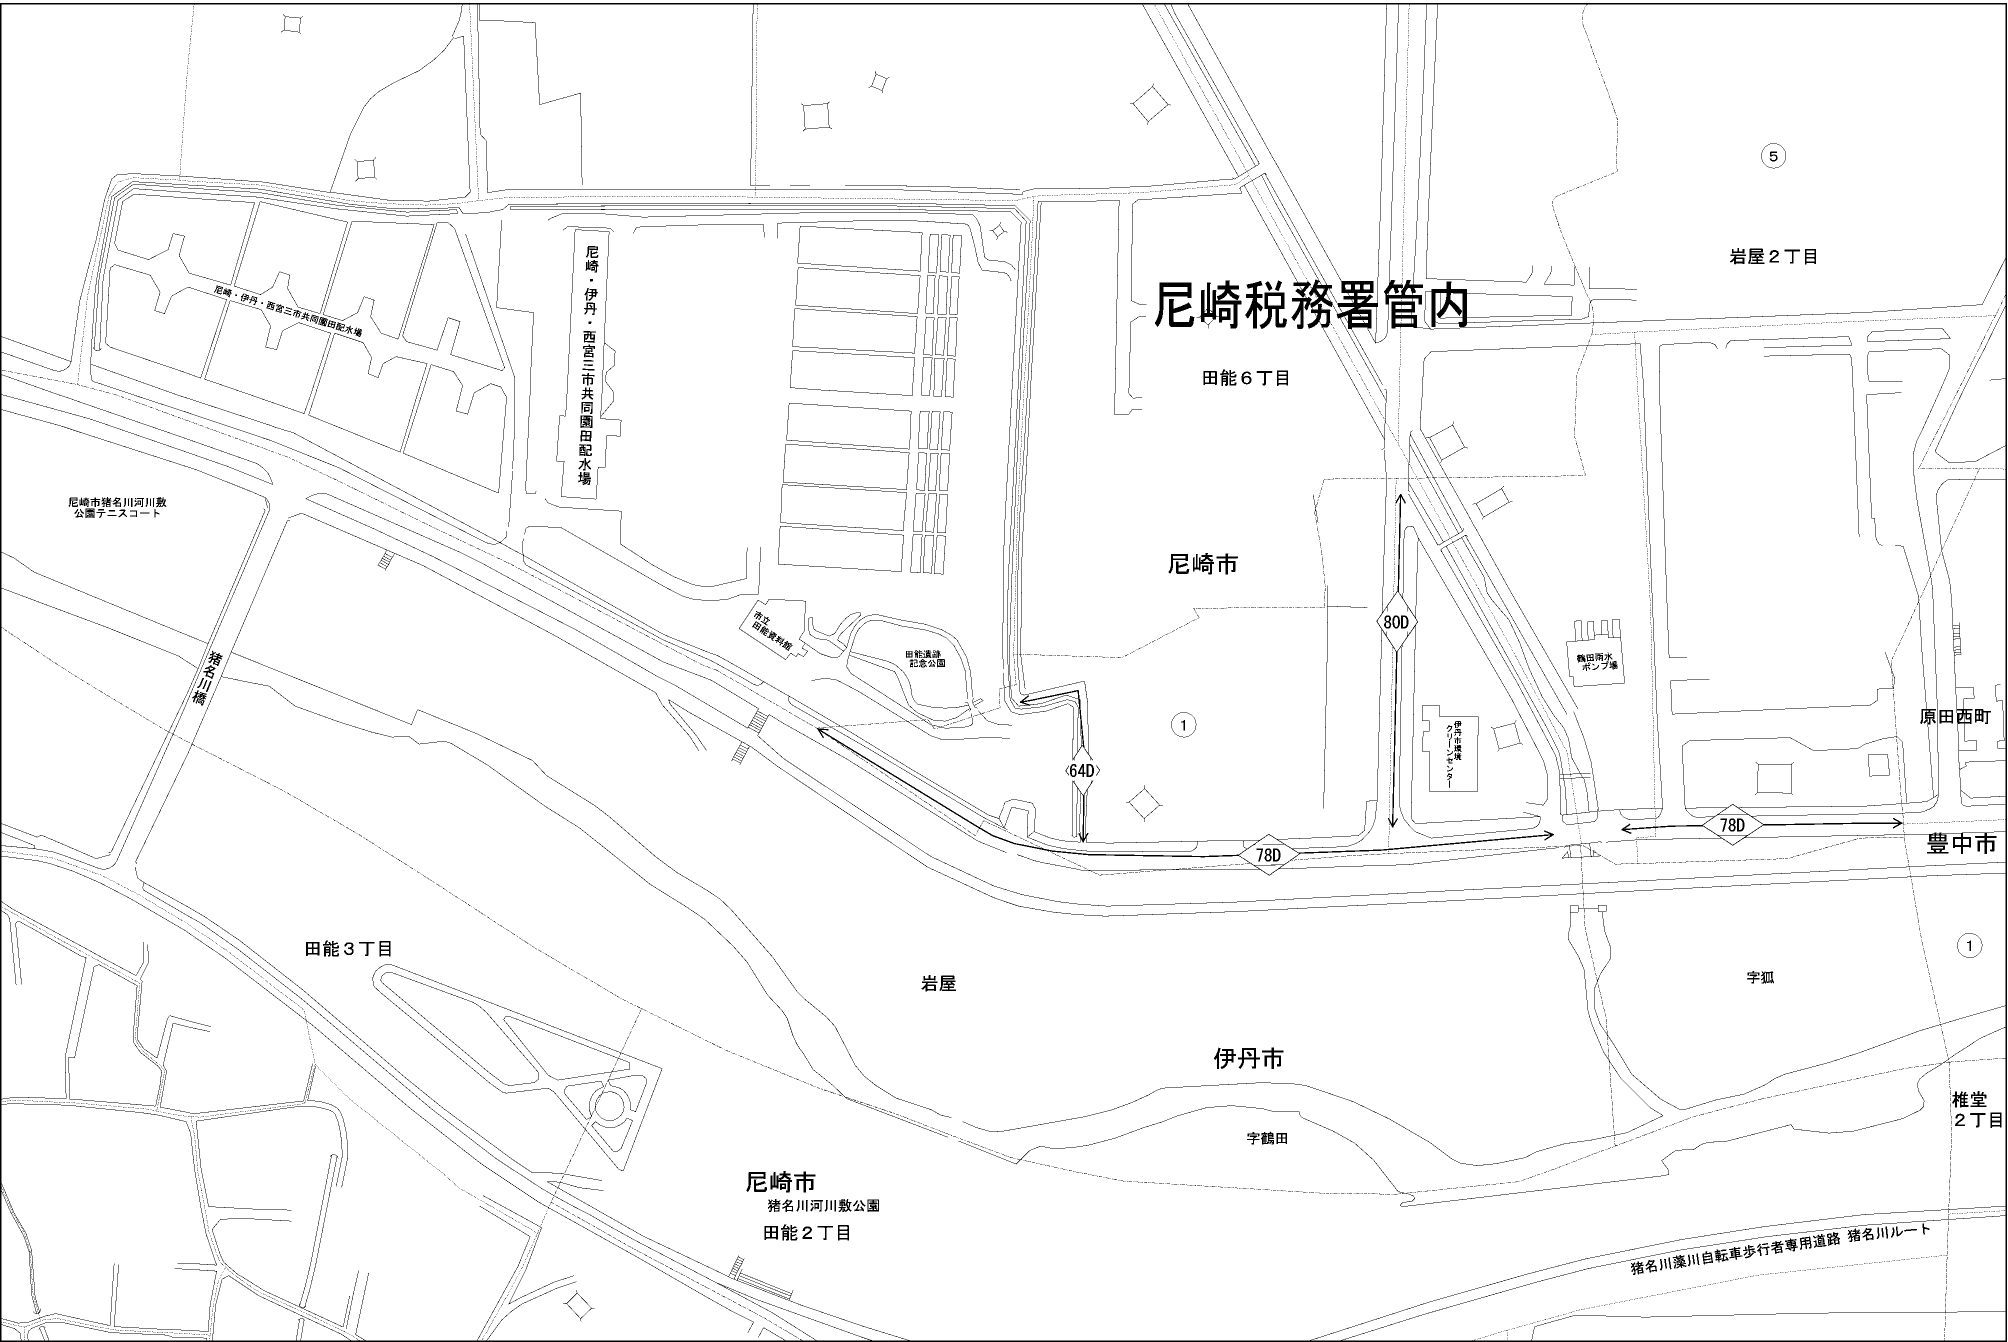 5
岩屋２丁目
尼崎・伊丹・西宮三市共同園田配水場
尼崎・伊丹・西宮三市共同園田配水場
尼崎税務署管内
田能６丁目
尼崎市猪名川河川敷
公園テニスコート
尼崎市
80D
市立
田能資料館
田能遺跡
記念公園
鶴田雨水
ポンプ場
猪名川橋
1
原田西町
伊丹市環境
クリーンセンター
64D
78D
78D
豊中市
田能３丁目
岩屋
字狐
1
伊丹市
椎堂
２丁目
字鶴田
尼崎市
猪名川河川敷公園
田能２丁目
猪名川藻川自転車歩行者専用道路 猪名川ルート